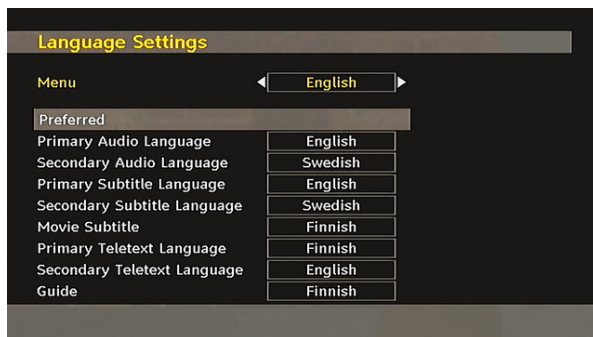 Language Settings
Menu English
Preferred
Primary Audio Language English
Secondary Audio Language Swedish
Primary Subtitle Language English
Secondary Subtitle Language Swedish
Movie Subtitle Finnish
Primary Teletext Language Finnish
Secondary Teletext Language English
Guide Finnish